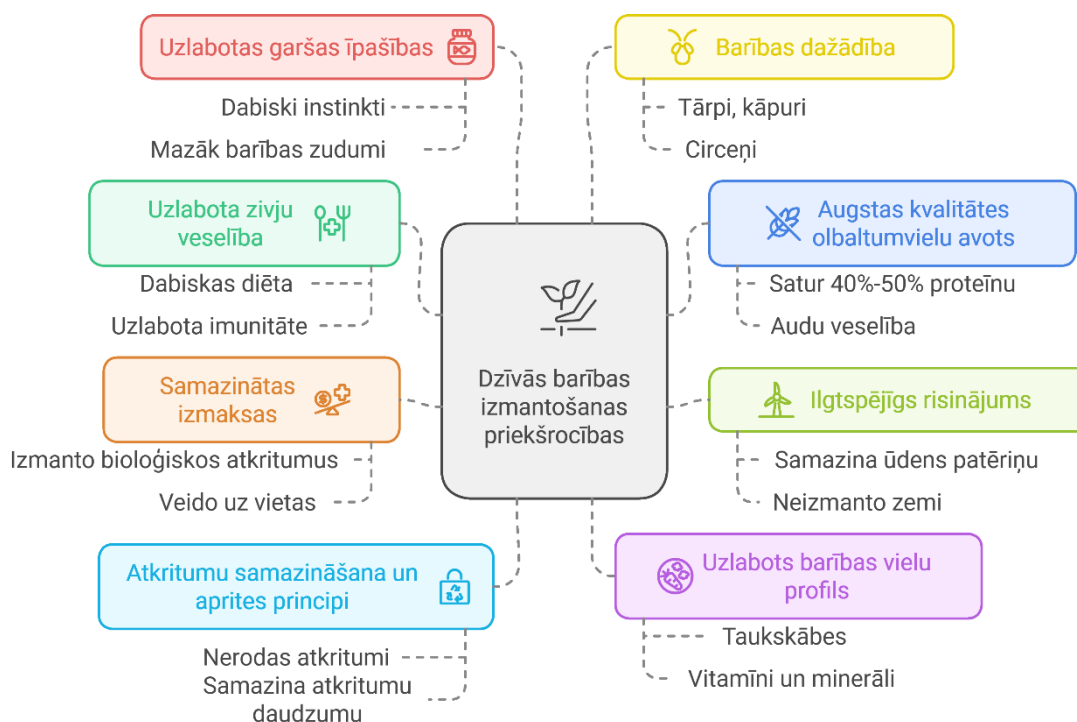 Uzlabotas garšas īpašības
Dabiski instinkti
Mazāk barības zudumi
Barības dažādība
Tārpi, kāpuri
Circeņi
Uzlabota zivju
veselība
Dabiskas diēta
Uzlabota imunitāte
Augstas kvalitātes
olbaltumvielu avots
Satur 40%-50% proteīnu
Audu veselība
Dzīvās barības
izmantošanas
priekšrocības
Samazinātas
izmaksas
Izmanto bioloģiskos atkritumus
Veido uz vietas
Ilgtspējīgs risinājums
Samazina ūdens patēriņu
Neizmanto zemi
Atkritumu samazināšana un
aprites principi
Nerodas atkritumi
Samazina atkritumu
daudzumu
Uzlabots barības vielu
profils
Taukskābes
Vitamīni un minerāli